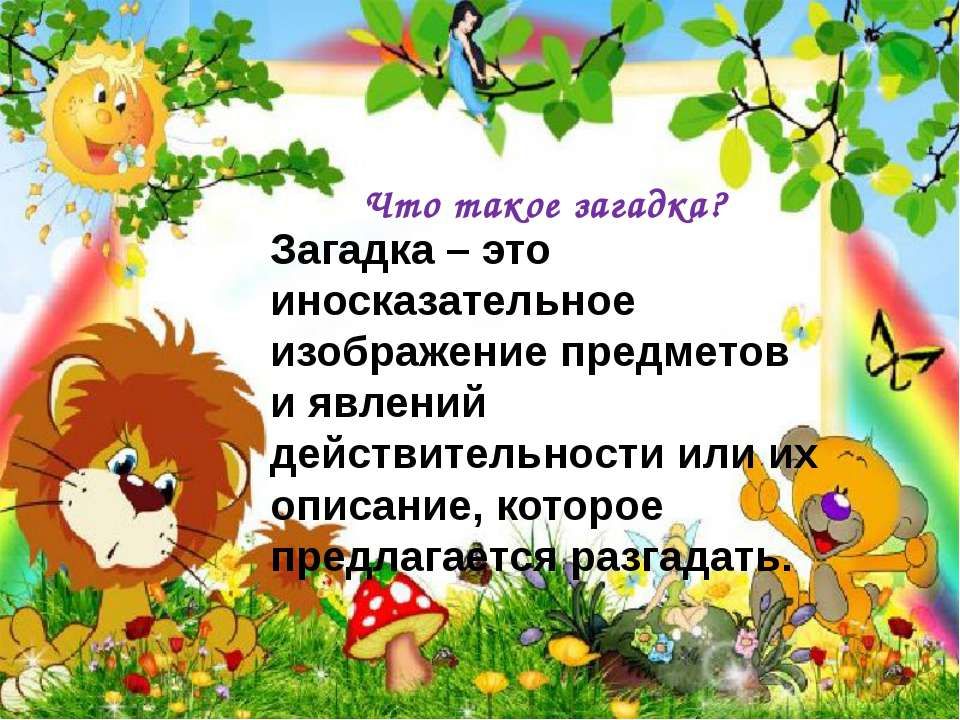 Что такое загадка?
Загадка – это
иносказательное
изображение предметов
и явлений
действительности или их
описание, которое
предлагается разгадать.